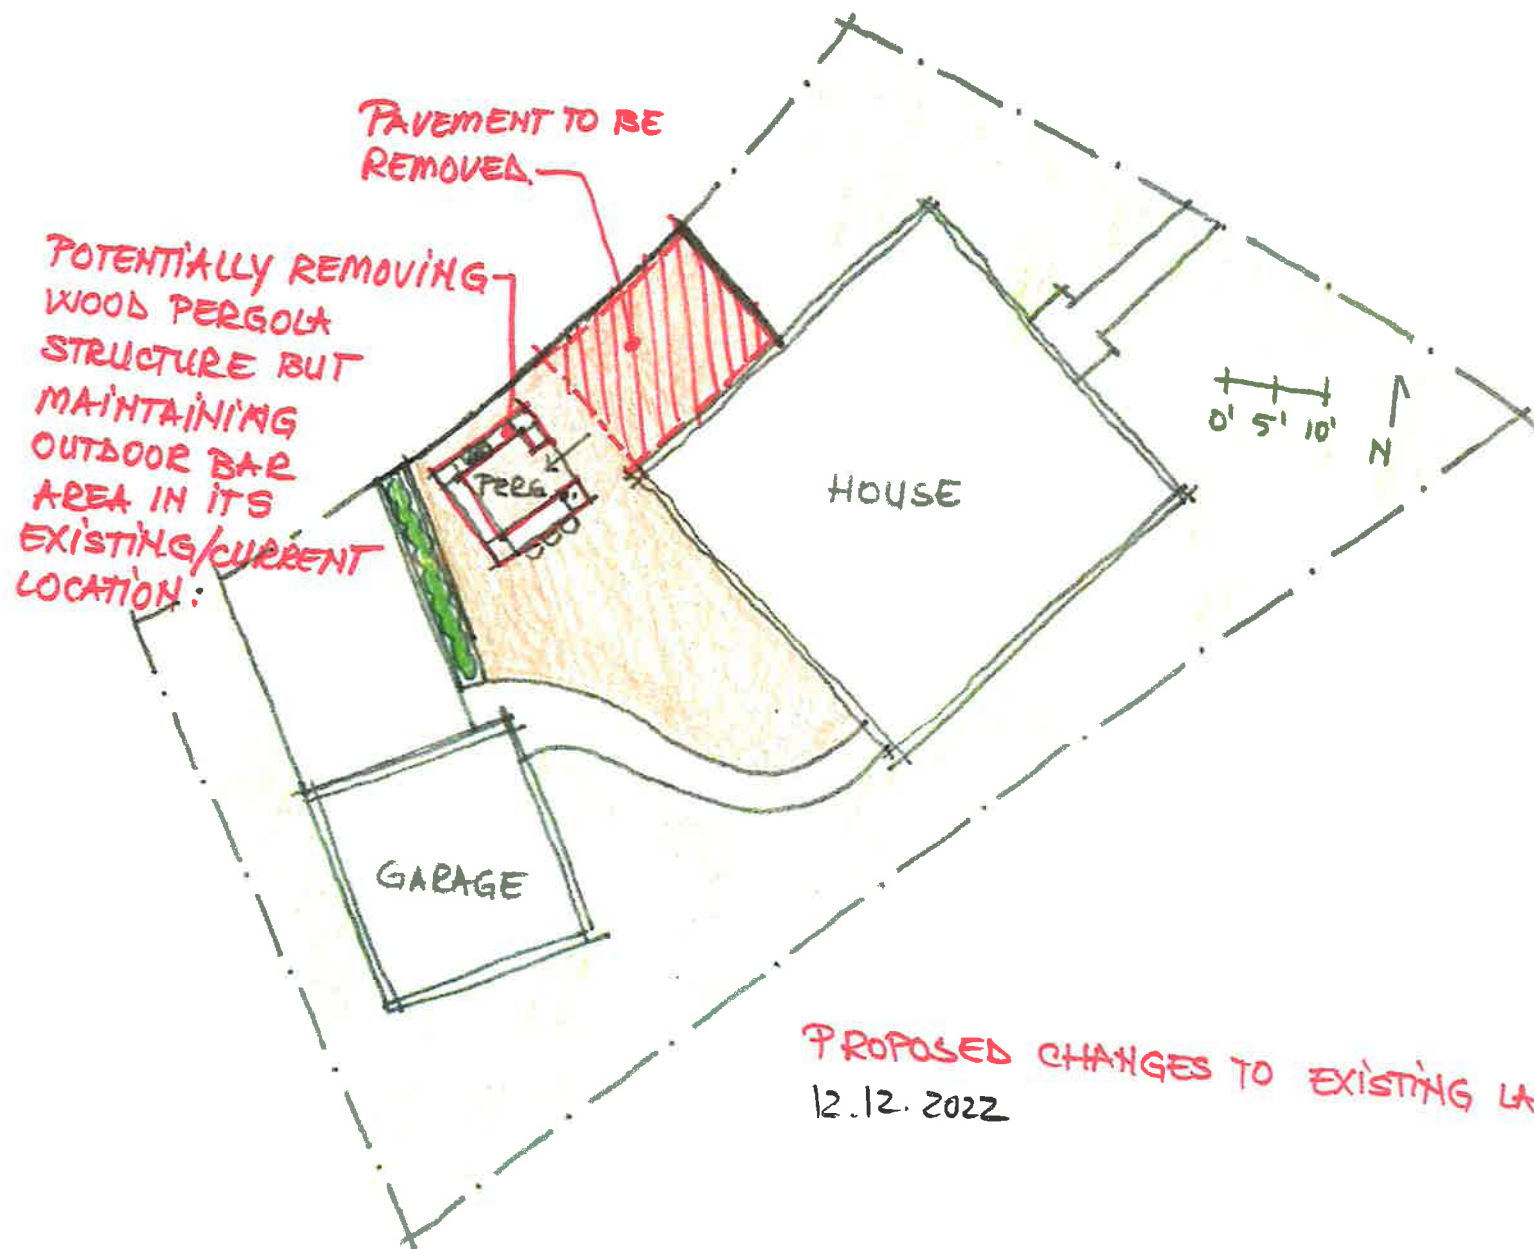 PAVEMENT TO BE
REMOVED
POTENTIALLY REMOVING
WOOD PERGOLA
STRUCTURE BUT
MAINTAINING
OUTDOOR BAR
AREA IN ITS
EXISTING/CURRENT
LOCATION.
PERG.
HOUSE
0' 5' 10'
N
GARAGE
PROPOSED CHANGES TO EXISTING LA
12.12.2022